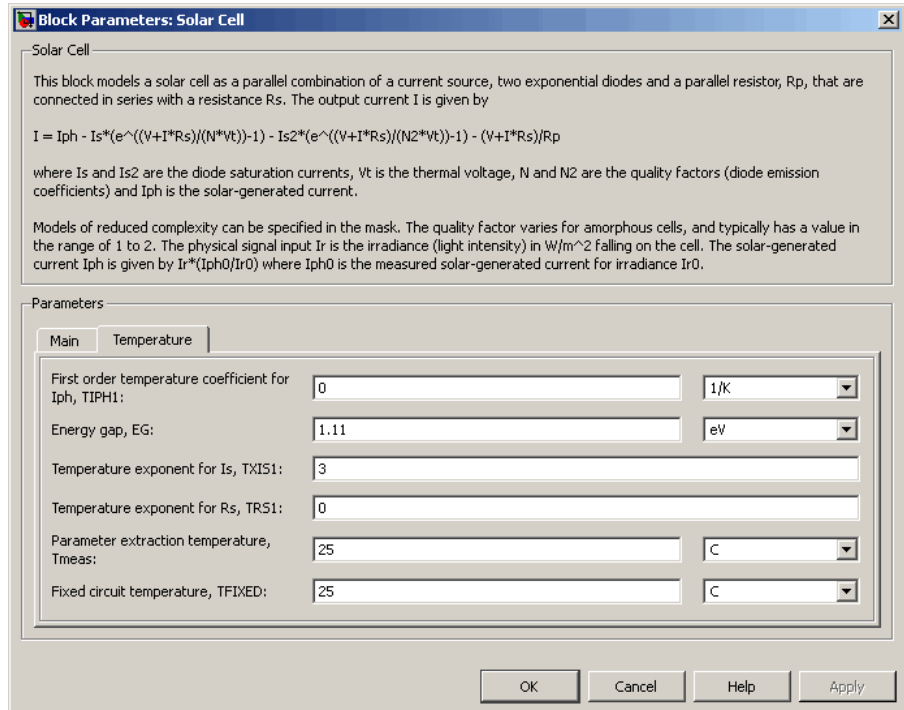 Block Parameters: Solar Cell
Solar Cell
This block models a solar cell as a parallel combination of a current source, two exponential diodes and a parallel resistor, Rp, that are
connected in series with a resistance Rs. The output current I is given by
I = Iph - Is*(e^((V+I*Rs)/(N*Vt))-1) - Is2*(e^((V+I*Rs)/(N2*Vt))-1) - (V+I*Rs)/Rp
where Is and Is2 are the diode saturation currents, Vt is the thermal voltage, N and N2 are the quality factors (diode emission
coefficients) and Iph is the solar-generated current.
Models of reduced complexity can be specified in the mask. The quality factor varies for amorphous cells, and typically has a value in
the range of 1 to 2. The physical signal input Ir is the irradiance (light intensity) in W/m^2 falling on the cell. The solar-generated
current Iph is given by Ir*(Iph0/Ir0) where Iph0 is the measured solar-generated current for irradiance Ir0.
Parameters
Main Temperature
First order temperature coefficient for
Iph, TIPH1: 0 1/K
Energy gap, EG: 1.11 eV
Temperature exponent for Is, TXIS1: 3
Temperature exponent for Rs, TRS1: 0
Parameter extraction temperature,
Tmeas: 25 C
Fixed circuit temperature, TFIXED: 25 C
OK Cancel Help Apply